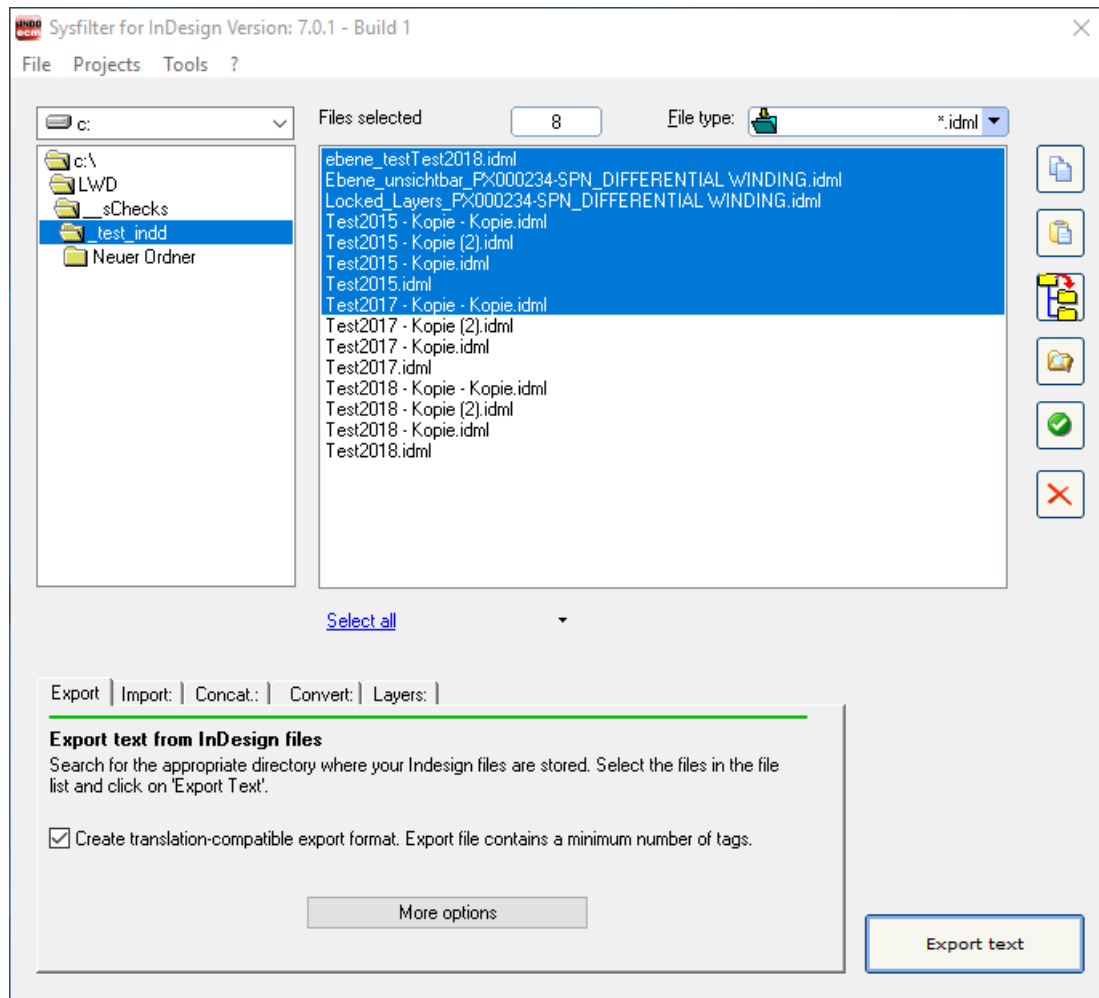 INDD ecm Sysfilter for InDesign Version: 7.0.1 - Build 1
File Projects Tools ?
c: Files selected 8 File type: *.idml
c:\
LWD
__sChecks
_test_indd
Neuer Ordner
ebene_testTest2018.idml
Ebene_unsichtbar_PX000234-SPN_DIFFERENTIAL WINDING.idml
Locked_Layers_PX000234-SPN_DIFFERENTIAL WINDING.idml
Test2015 - Kopie - Kopie.idml
Test2015 - Kopie (2).idml
Test2015 - Kopie.idml
Test2015.idml
Test2017 - Kopie - Kopie.idml
Test2017 - Kopie (2).idml
Test2017 - Kopie.idml
Test2017.idml
Test2018 - Kopie - Kopie.idml
Test2018 - Kopie (2).idml
Test2018 - Kopie.idml
Test2018.idml
Select all
Export Import: Concat.: Convert: Layers:
Export text from InDesign files
Search for the appropriate directory where your Indesign files are stored. Select the files in the file
list and click on 'Export Text'.
Create translation-compatible export format. Export file contains a minimum number of tags.
More options
Export text